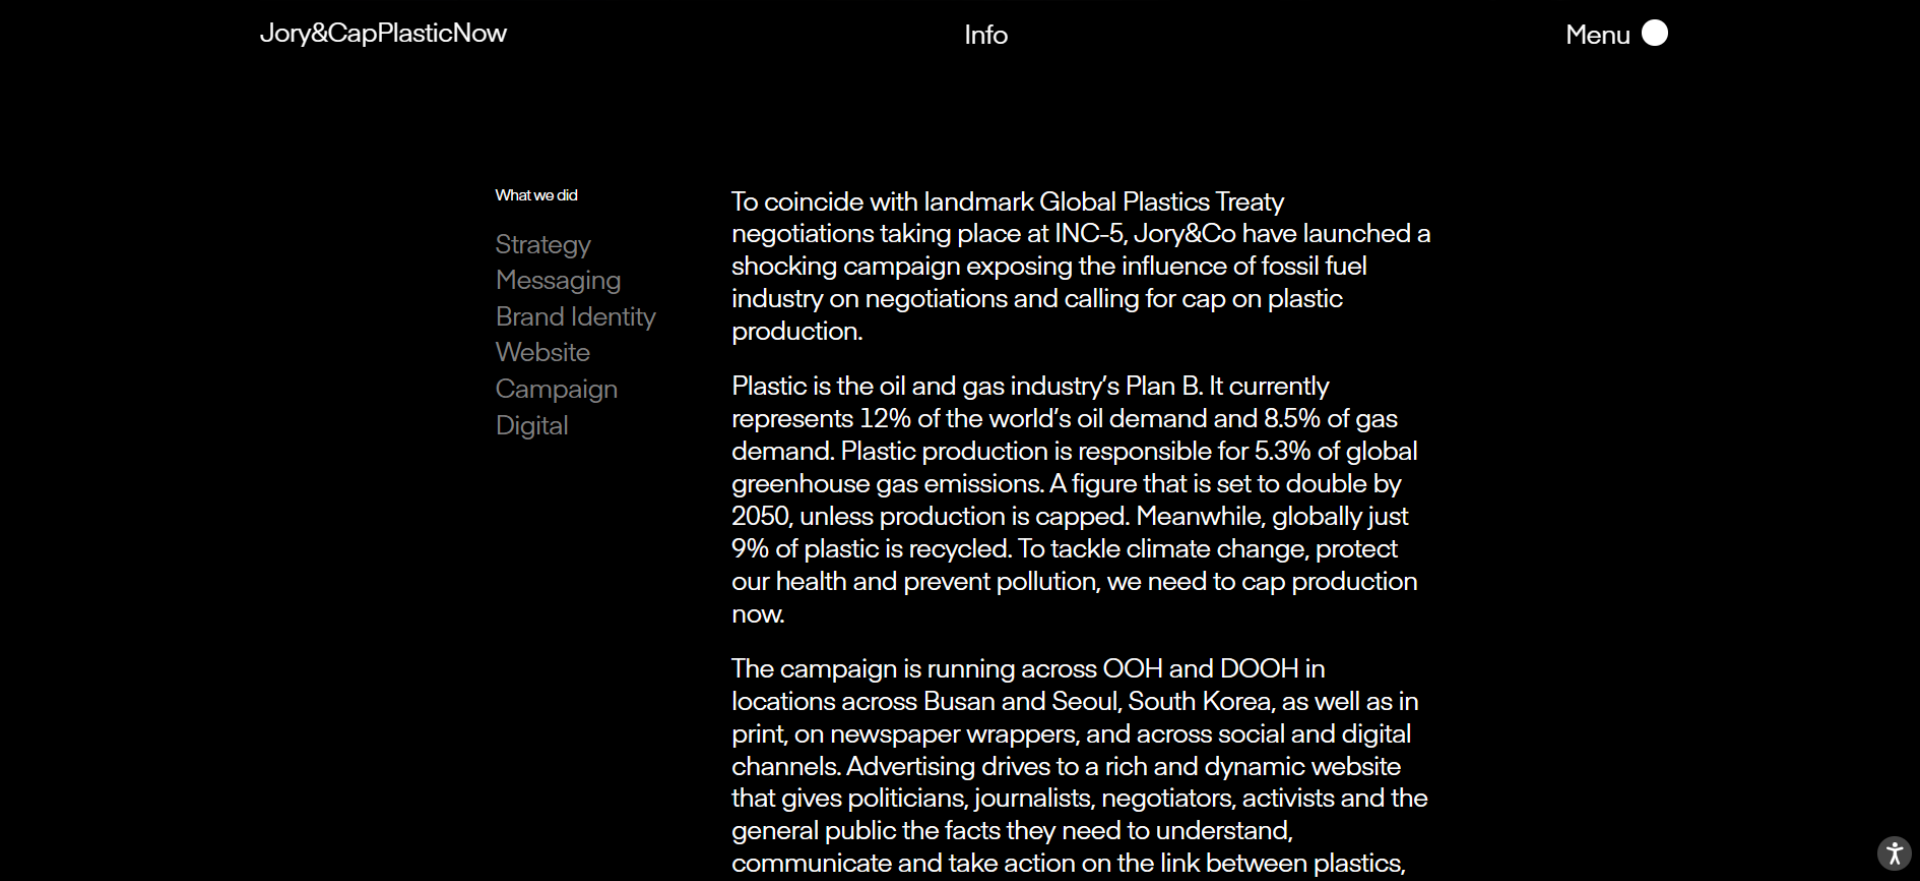 Jory&CapPlasticNow
Info
Menu
What we did
Strategy
Messaging
Brand Identity
Website
Campaign
Digital
To coincide with landmark Global Plastics Treaty
negotiations taking place at INC-5, Jory&Co have launched a
shocking campaign exposing the influence of fossil fuel
industry on negotiations and calling for cap on plastic
production.
Plastic is the oil and gas industry’s Plan B. It currently
represents 12% of the world’s oil demand and 8.5% of gas
demand. Plastic production is responsible for 5.3% of global
greenhouse gas emissions. A figure that is set to double by
2050, unless production is capped. Meanwhile, globally just
9% of plastic is recycled. To tackle climate change, protect
our health and prevent pollution, we need to cap production
now.
The campaign is running across OOH and DOOH in
locations across Busan and Seoul, South Korea, as well as in
print, on newspaper wrappers, and across social and digital
channels. Advertising drives to a rich and dynamic website
that gives politicians, journalists, negotiators, activists and the
general public the facts they need to understand,
communicate and take action on the link between plastics,